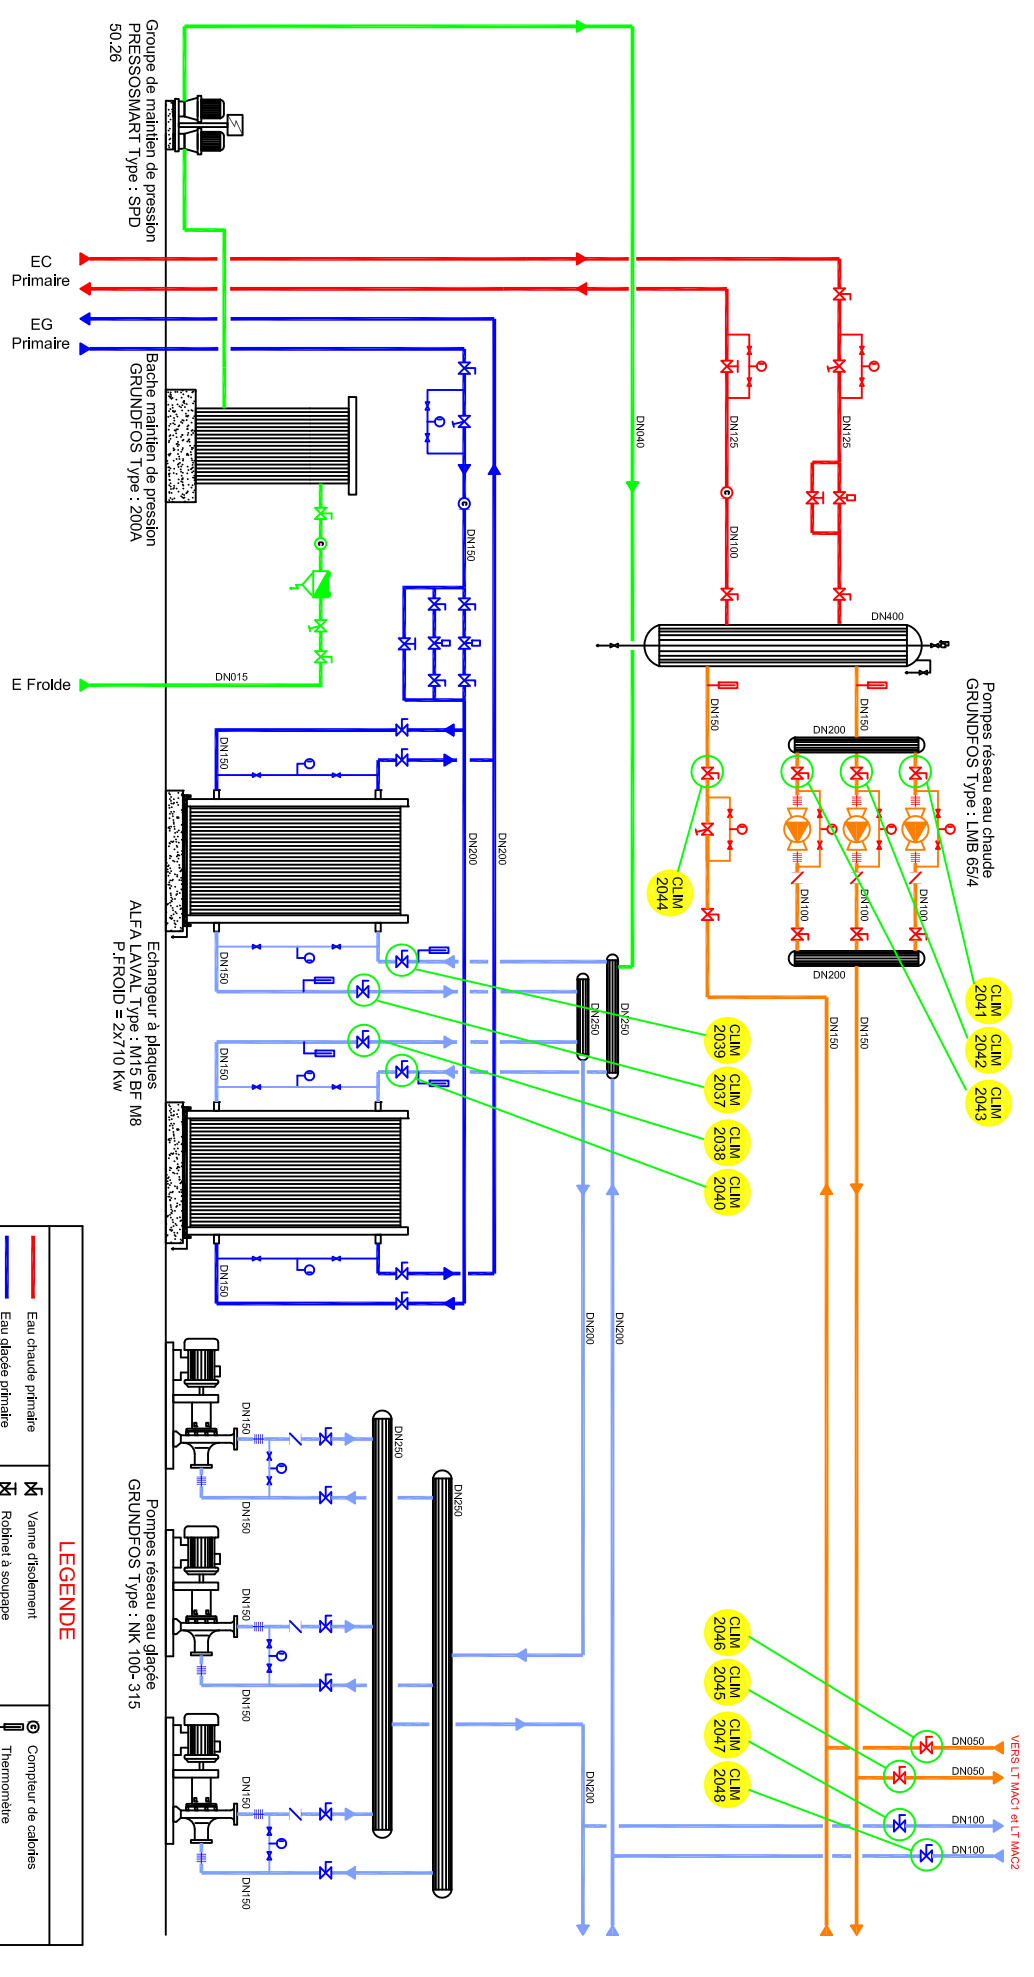 Groupe de maintien de pression
PRESSOSMART Type : SPD
50.26
EC
Primaire
EG
Primaire
Bache maintien de pression
GRUNDFOS Type : 200A
E Froide
DN015
DN040
DN125
DN125
DN100
DN400
DN150
DN150
DN200
Pompes réseau eau chaude
GRUNDFOS Type : LMB 65/4
DN100
DN100
DN100
DN200
DN150
DN150
CLIM
2041
CLIM
2042
CLIM
2043
CLIM
2044
DN150
DN150
DN200
DN200
Echangeur à plaques
ALFA LAVAL Type : M15 BF M8
P.FROID = 2x710 Kw
DN150
DN250
DN250
DN150
DN150
CLIM
2039
CLIM
2037
CLIM
2038
CLIM
2040
DN200
DN200
DN250
DN250
DN150
DN150
DN150
DN150
DN150
DN150
Pompes réseau eau glaçée
GRUNDFOS Type : NK 100-315
DN200
CLIM
2046
CLIM
2045
CLIM
2047
CLIM
2048
DN050
DN050
DN100
DN100
VERS LT MAC1 et LT MAC2
LEGENDE
Eau chaude primaire
Eau glaçée primaire
Vanne d'isolement
Robinet à soupape
C
Compteur de calories
Thermomètre